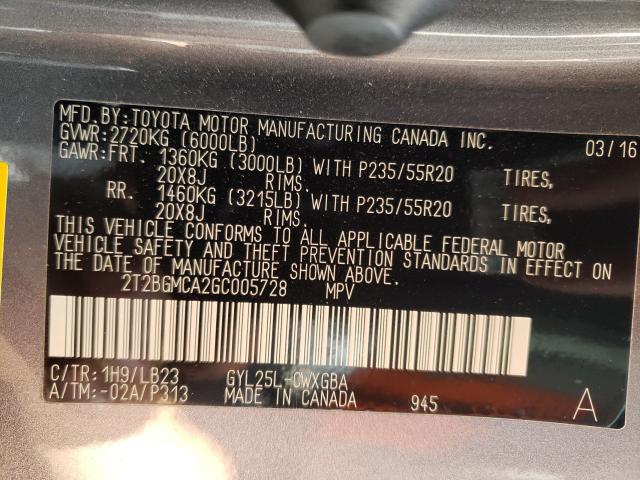 MFD. BY: TOYOTA MOTOR MANUFACTURING CANADA INC. 03/16
GVWR: 2720KG (6000LB)
GAWR: FRT. 1360KG (3000LB) WITH P235/55R20 TIRES,
20X8J RIMS.
RR. 1460KG (3215LB) WITH P235/55R20 TIRES,
20X8J RIMS.
THIS VEHICLE CONFORMS TO ALL APPLICABLE FEDERAL MOTOR
VEHICLE SAFETY AND THEFT PREVENTION STANDARDS IN EFFECT ON
THE DATE OF MANUFACTURE SHOWN ABOVE.
2T2BGMCA2GC005728 MPV
C/TR: 1H9/LB23 GYL25L-CWXGBA
A/TM: -02A/P313 MADE IN CANADA 945 A